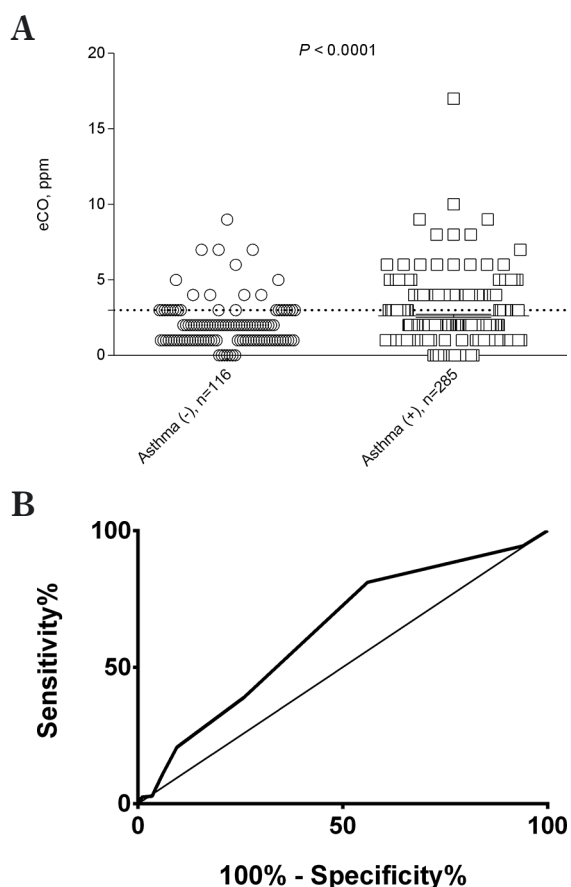 A
P < 0.0001
20
15
10
5
0
eCO, ppm
Asthma (-), n=116
Asthma (+), n=285
B
100
50
0
Sensitivity%
0
50
100
100% - Specificity%